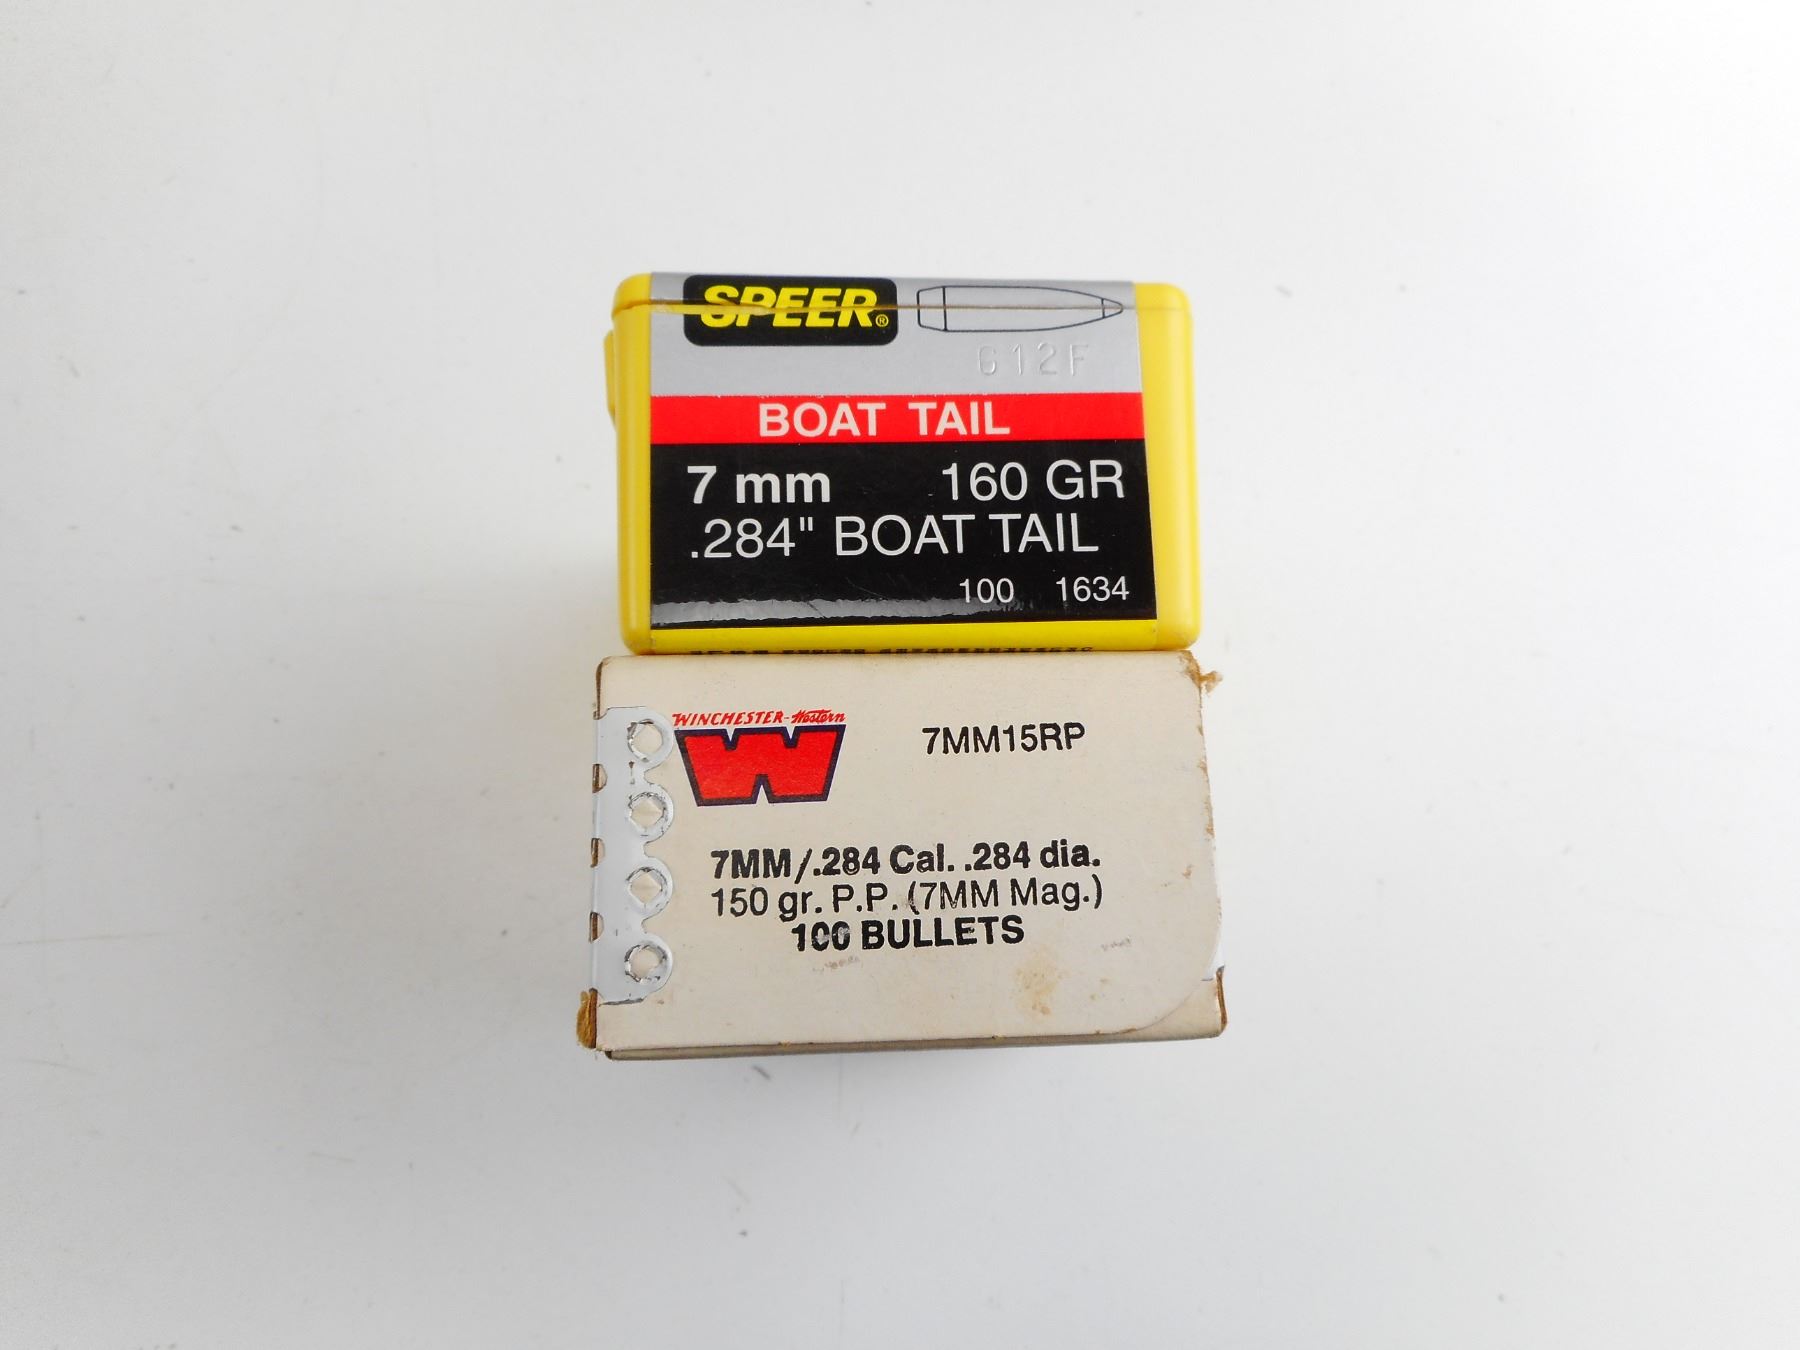 SPEER®
612F
BOAT TAIL
7 mm 160 GR
.284" BOAT TAIL
100 1634
WINCHESTER-Western
W
7MM15RP
7MM/.284 Cal. .284 dia.
150 gr. P.P. (7MM Mag.)
100 BULLETS